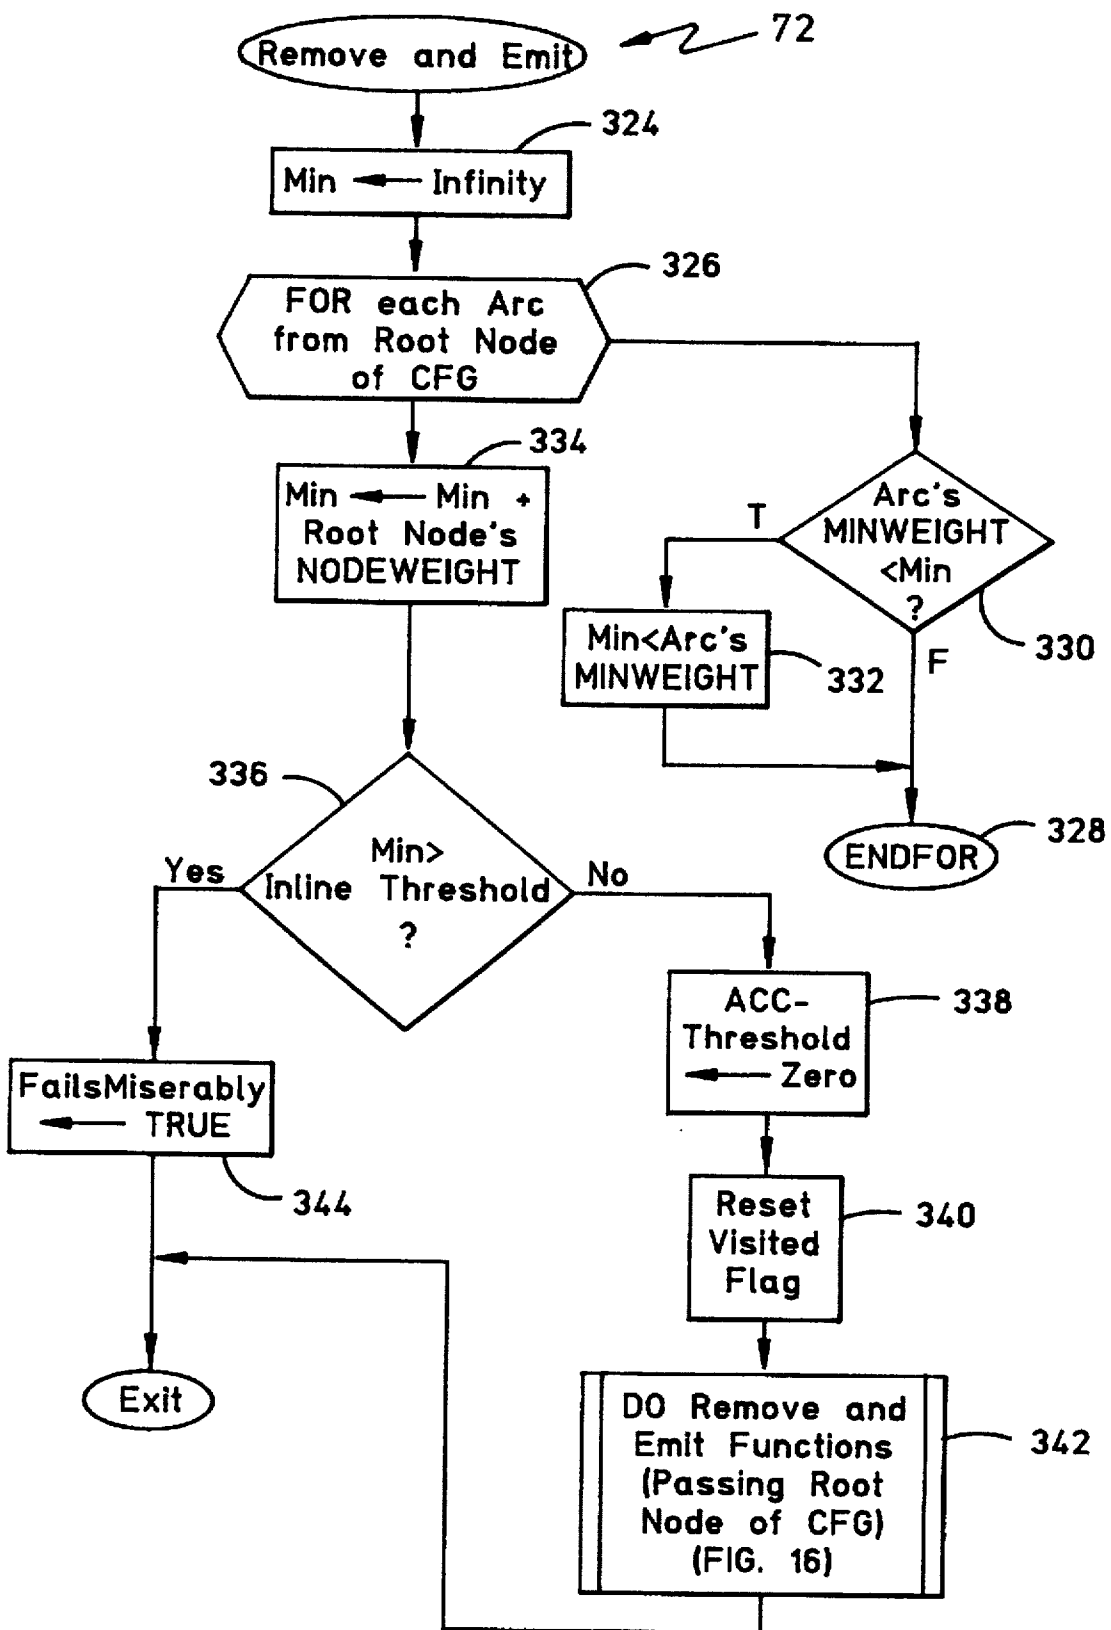 Remove and Emit
72
324
Min ← Infinity
326
FOR each Arc
from Root Node
of CFG
334
Min ← Min +
Root Node's
NODEWEIGHT
T
Arc's
MINWEIGHT
<Min
?
330
F
Min<Arc's
MINWEIGHT
332
328
ENDFOR
336
Yes
Min>
Inline Threshold
?
No
ACC-
Threshold
← Zero
338
FailsMiserably
← TRUE
344
Reset
Visited
Flag
340
Exit
DO Remove and
Emit Functions
(Passing Root
Node of CFG)
(FIG. 16)
342